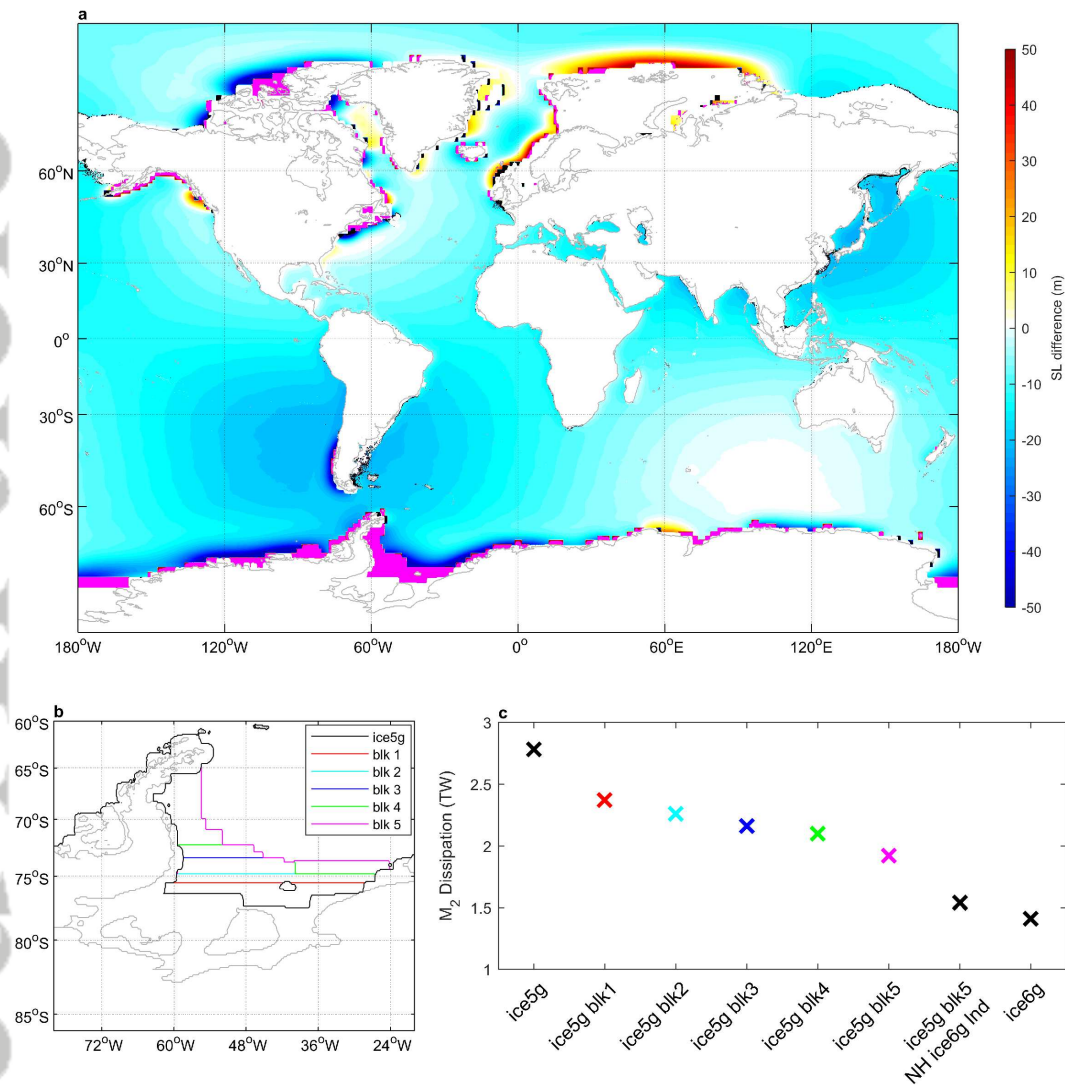 a
60°N
30°N
0°
30°S
60°S
180°W
120°W
60°W
0°
60°E
120°E
180°W
50
40
30
20
10
0
-10
-20
-30
-40
-50
SL difference (m)
b
60°S
65°S
70°S
75°S
80°S
85°S
72°W
60°W
48°W
36°W
24°W
ice5g
blk 1
blk 2
blk 3
blk 4
blk 5
c
3
2.5
2
1.5
1
M₂ Dissipation (TW)
ice5g
ice5g blk1
ice5g blk2
ice5g blk3
ice5g blk4
ice5g blk5
ice5g blk5
NH ice6g lnd
ice6g